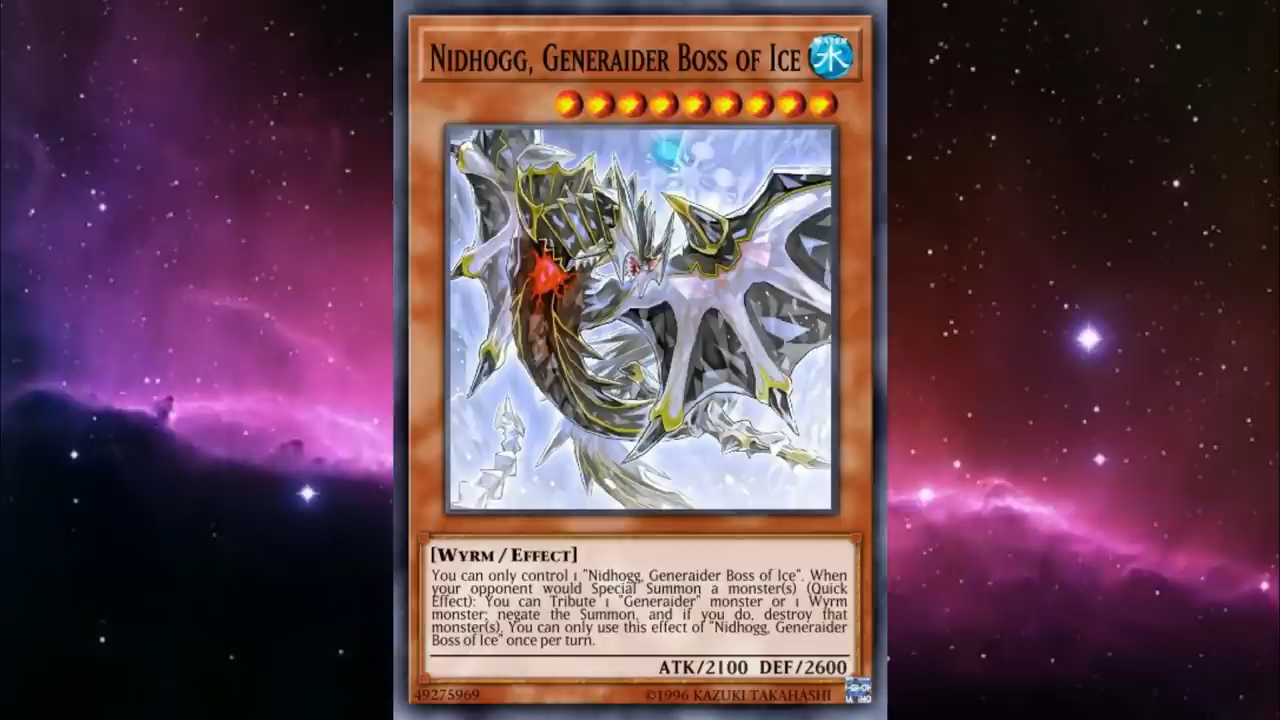 NIDHOGG, GENERAIDER BOSS OF ICE
WATER
水
[WYRM / EFFECT]
You can only control 1 "Nidhogg, Generaider Boss of Ice". When
your opponent would Special Summon a monster(s) (Quick
Effect): You can Tribute 1 "Generaider" monster or 1 Wyrm
monster; negate the Summon, and if you do, destroy that
monster(s). You can only use this effect of "Nidhogg, Generaider
Boss of Ice" once per turn.
ATK/2100 DEF/2600
49275969
©1996 KAZUKI TAKAHASHI